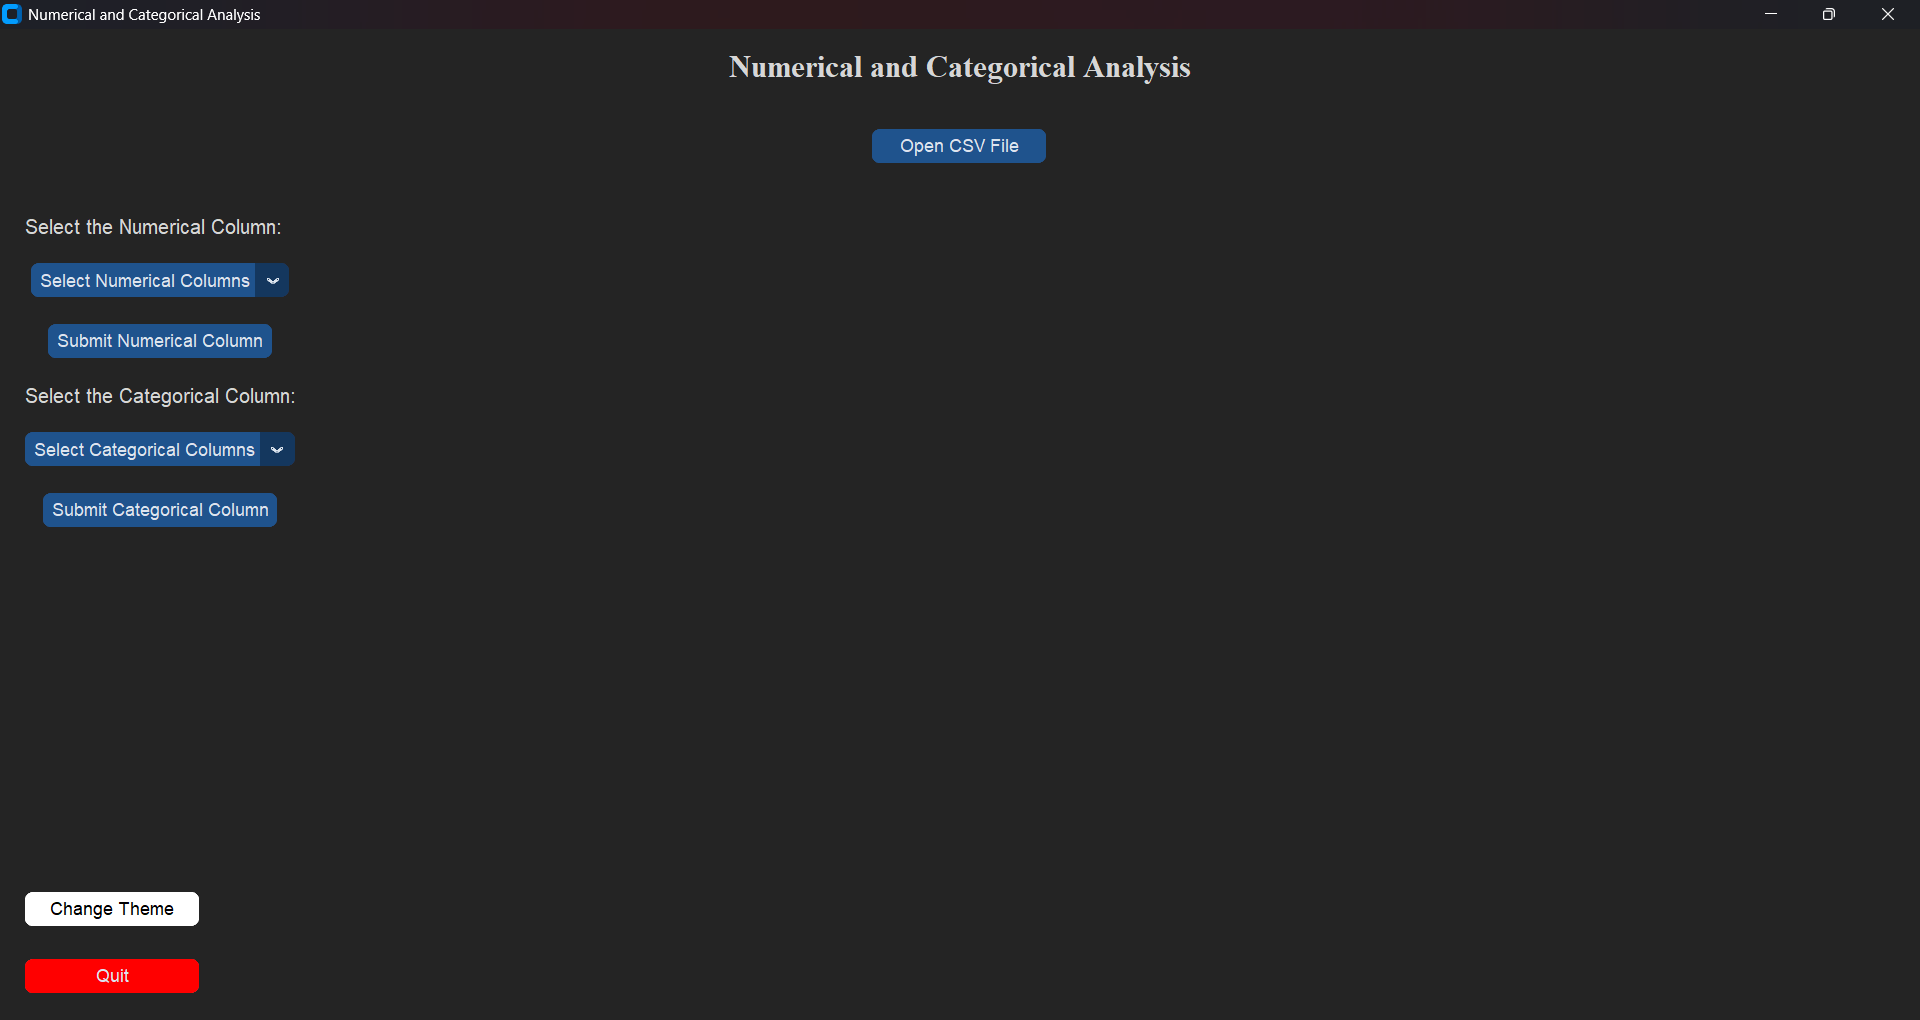 Numerical and Categorical Analysis
Numerical and Categorical Analysis
Open CSV File
Select the Numerical Column:
Select Numerical Columns
Submit Numerical Column
Select the Categorical Column:
Select Categorical Columns
Submit Categorical Column
Change Theme
Quit